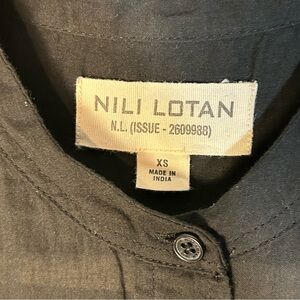 NILI LOTAN
N.L. (ISSUE - 2609988)
XS
MADE IN
INDIA